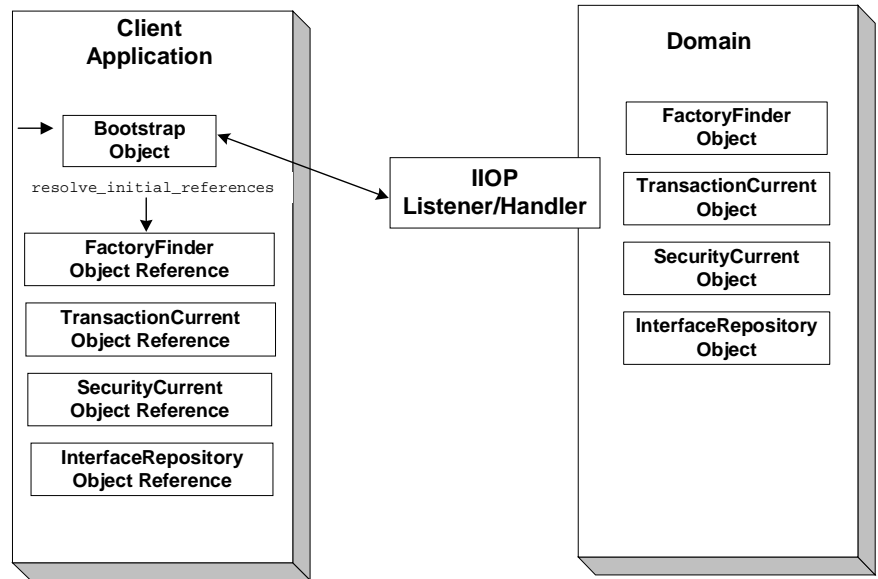 Client
Application
Bootstrap
Object
resolve_initial_references
FactoryFinder
Object Reference
TransactionCurrent
Object Reference
SecurityCurrent
Object Reference
InterfaceRepository
Object Reference
IIOP
Listener/Handler
Domain
FactoryFinder
Object
TransactionCurrent
Object
SecurityCurrent
Object
InterfaceRepository
Object